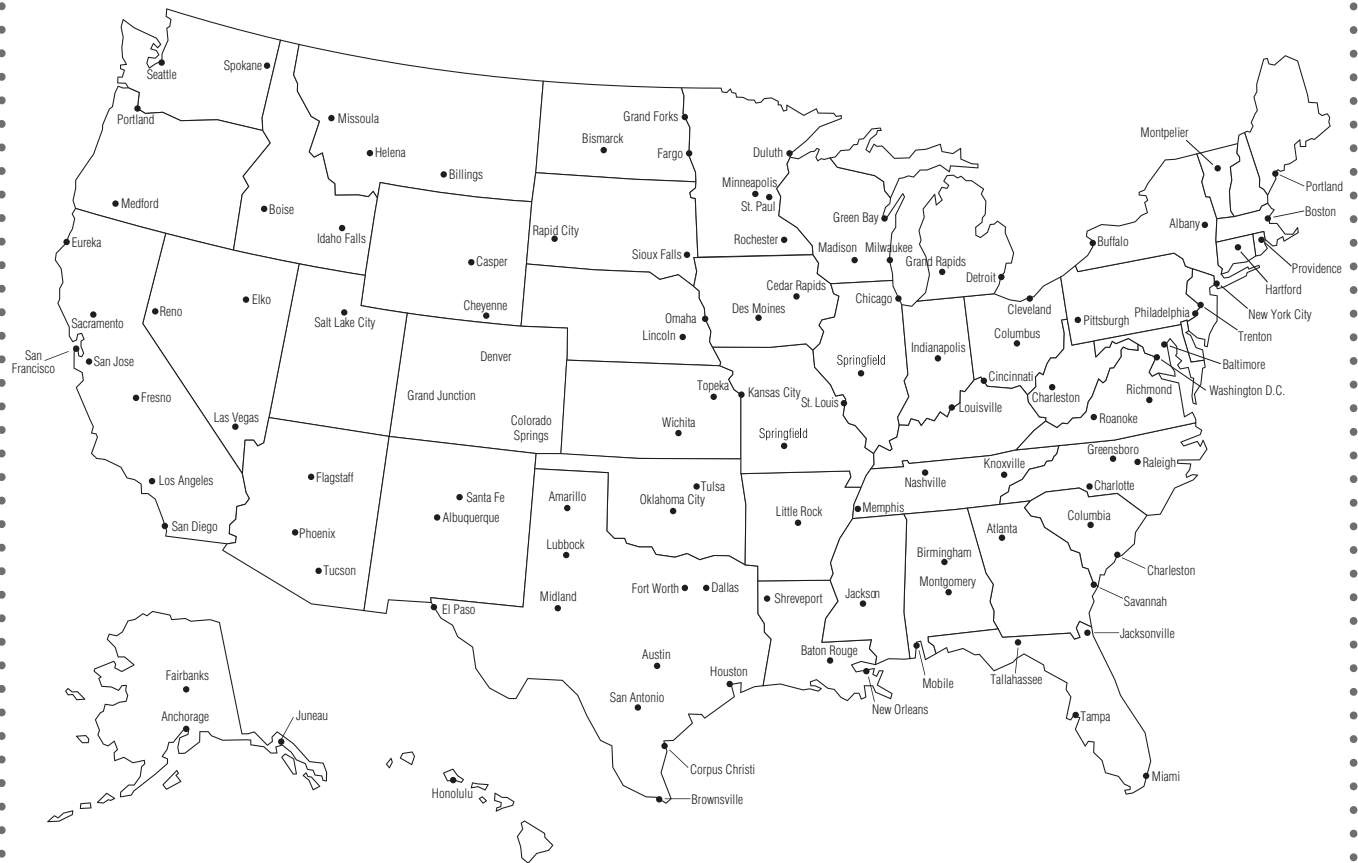 Seattle
Spokane
Portland
Medford
Missoula
Helena
Billings
Boise
Idaho Falls
Bismarck
Grand Forks
Fargo
Duluth
Minneapolis
St. Paul
Rochester
Rapid City
Sioux Falls
Casper
Cheyenne
Eureka
Sacramento
San
Francisco
San Jose
Fresno
Los Angeles
San Diego
Reno
Elko
Las Vegas
Salt Lake City
Denver
Grand Junction
Colorado
Springs
Omaha
Lincoln
Topeka
Wichita
Kansas City
St. Louis
Springfield
Cedar Rapids
Des Moines
Green Bay
Madison
Milwaukee
Grand Rapids
Detroit
Chicago
Springfield
Indianapolis
Cleveland
Columbus
Cincinnati
Louisville
Charleston
Pittsburgh
Philadelphia
Buffalo
Albany
Montpelier
Portland
Boston
Providence
Hartford
New York City
Trenton
Baltimore
Washington D.C.
Richmond
Roanoke
Greensboro
Raleigh
Charlotte
Knoxville
Nashville
Memphis
Flagstaff
Phoenix
Tucson
Santa Fe
Albuquerque
El Paso
Amarillo
Lubbock
Midland
Fort Worth
Dallas
Austin
San Antonio
Houston
Corpus Christi
Brownsville
Tulsa
Oklahoma City
Little Rock
Shreveport
Baton Rouge
New Orleans
Jackson
Birmingham
Montgomery
Mobile
Atlanta
Columbia
Charleston
Savannah
Jacksonville
Tallahassee
Tampa
Miami
Fairbanks
Anchorage
Juneau
Honolulu